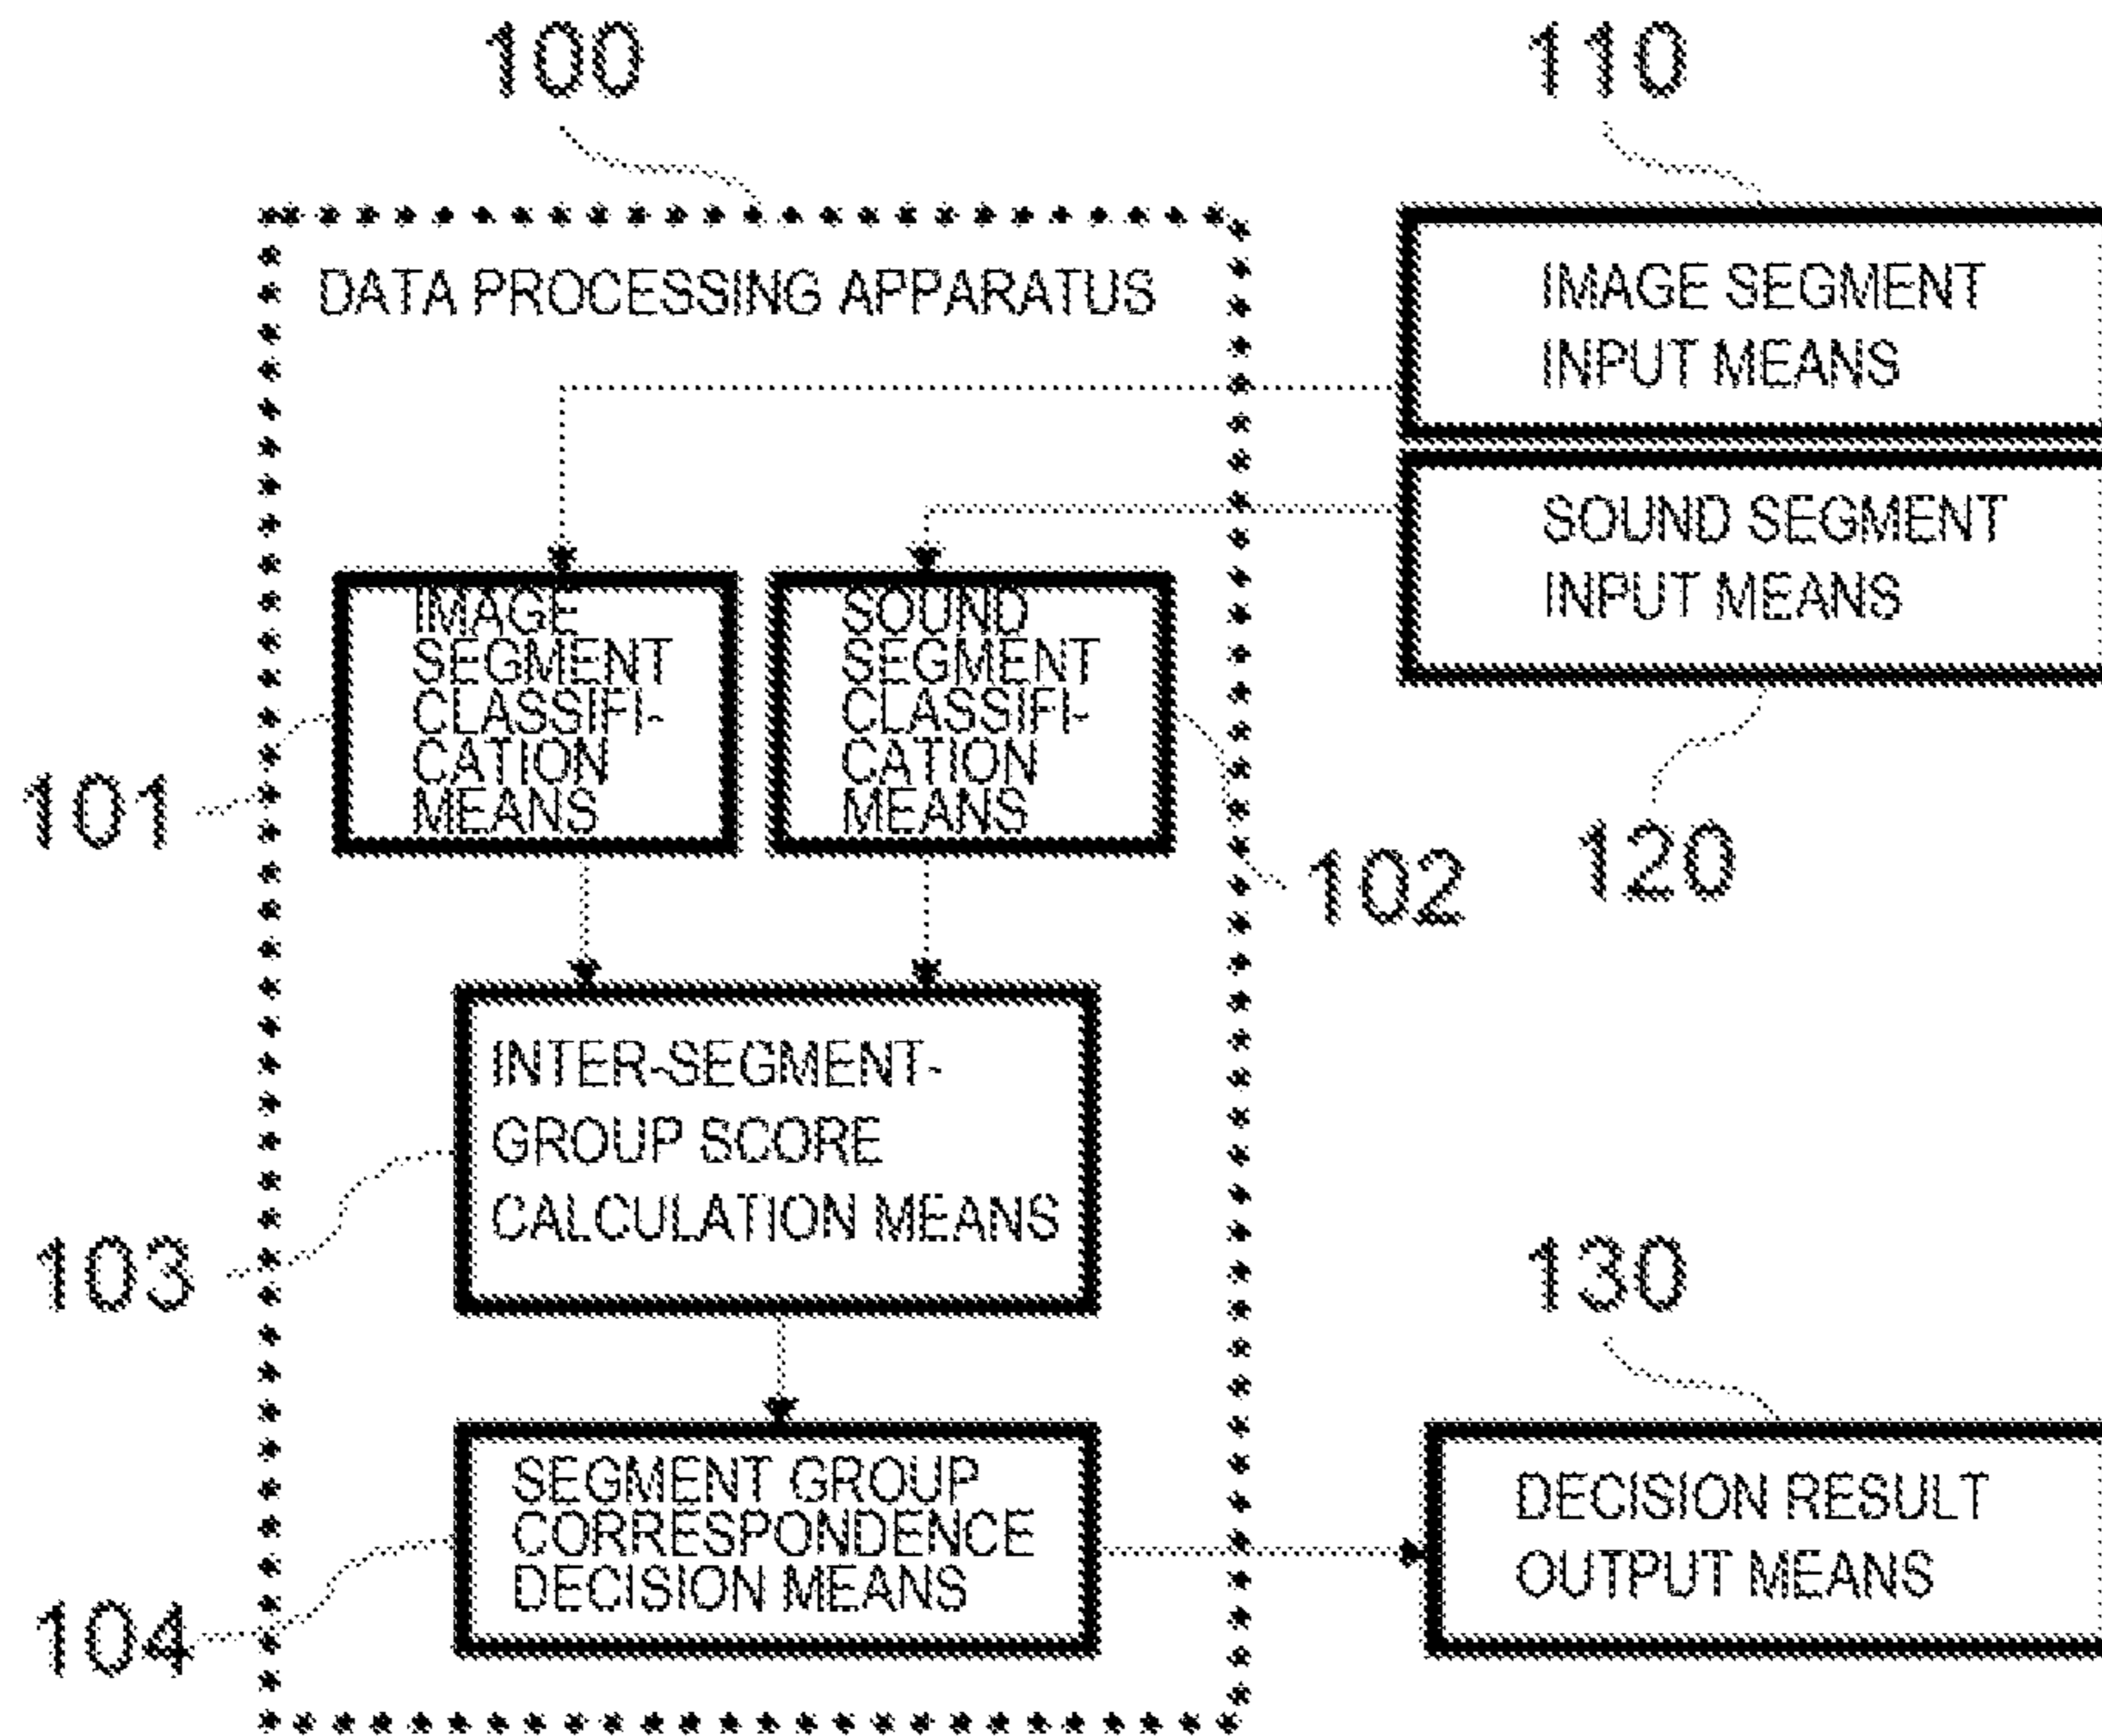 100
110
DATA PROCESSING APPARATUS
IMAGE SEGMENT
INPUT MEANS
SOUND SEGMENT
INPUT MEANS
120
IMAGE
SEGMENT
CLASSIFI-
CATION
MEANS
101
SOUND
SEGMENT
CLASSIFI-
CATION
MEANS
102
INTER-SEGMENT-
GROUP SCORE
CALCULATION MEANS
103
130
SEGMENT GROUP
CORRESPONDENCE
DECISION MEANS
104
DECISION RESULT
OUTPUT MEANS